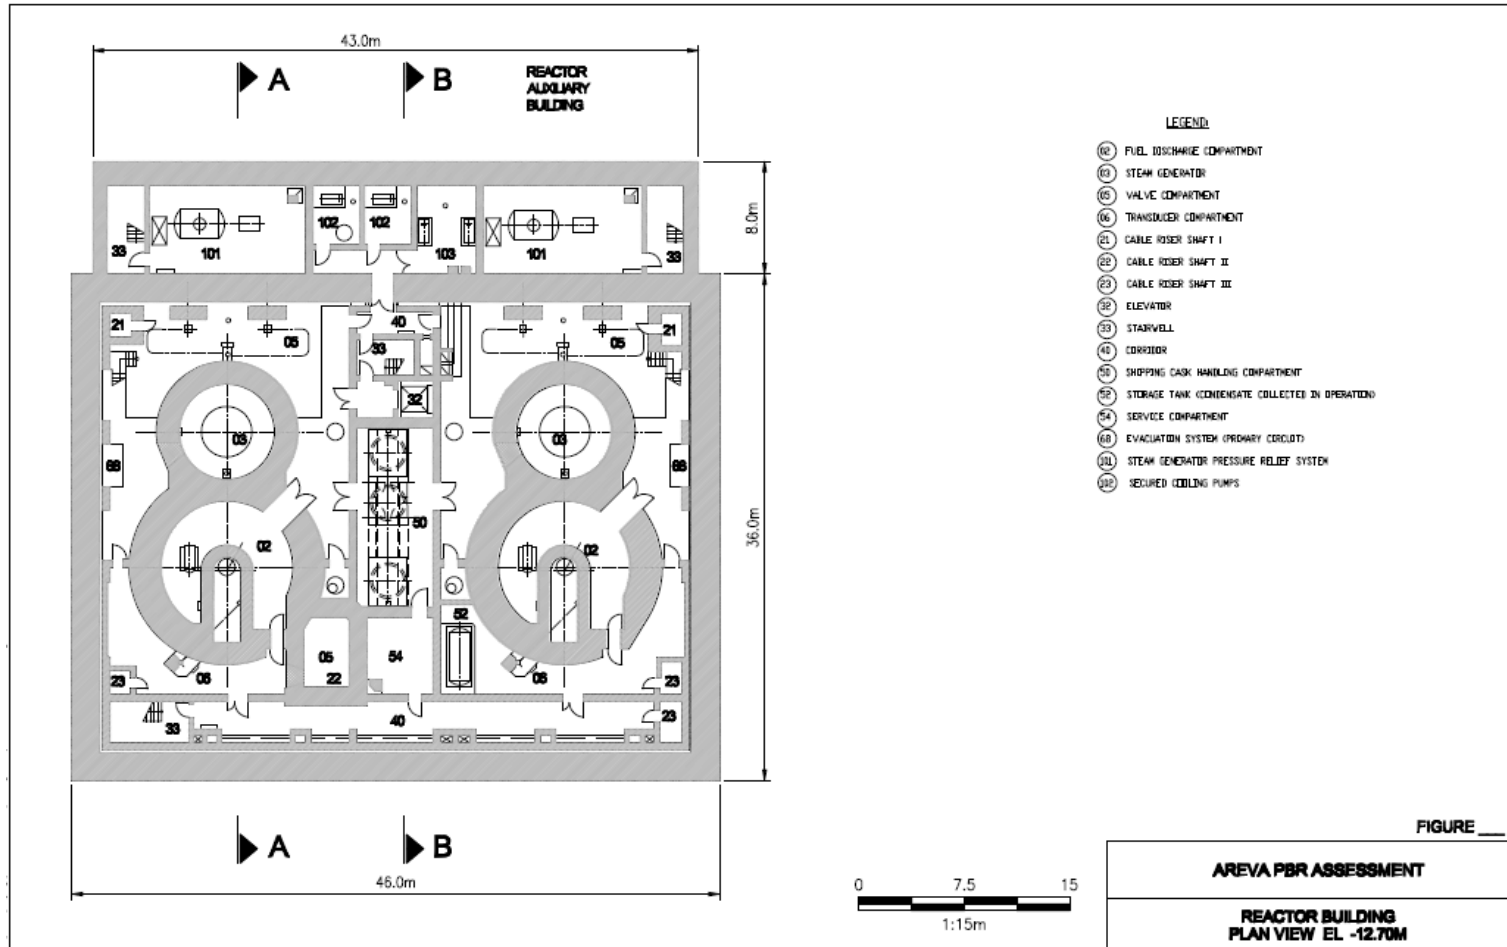 43.0m
A
B
REACTOR
AUXILIARY
BUILDING
8.0m
33
101
102
102
103
101
33
21
05
40
33
32
05
21
03
03
68
68
50
36.0m
02
02
52
05
22
54
06
06
23
23
33
40
23
A
B
46.0m
LEGEND:
02 FUEL DISCHARGE COMPARTMENT
03 STEAM GENERATOR
05 VALVE COMPARTMENT
06 TRANSDUCER COMPARTMENT
21 CABLE RISER SHAFT I
22 CABLE RISER SHAFT II
23 CABLE RISER SHAFT III
32 ELEVATOR
33 STAIRWELL
40 CORRIDOR
50 SHIPPING CASK HANDLING COMPARTMENT
52 STORAGE TANK (CONDENSATE COLLECTED IN OPERATION)
54 SERVICE COMPARTMENT
68 EVACUATION SYSTEM (PRIMARY CIRCUIT)
101 STEAM GENERATOR PRESSURE RELIEF SYSTEM
102 SECURED COOLING PUMPS
0 7.5 15
1:15m
FIGURE ___
AREVA PBR ASSESSMENT
REACTOR BUILDING
PLAN VIEW EL -12.70M